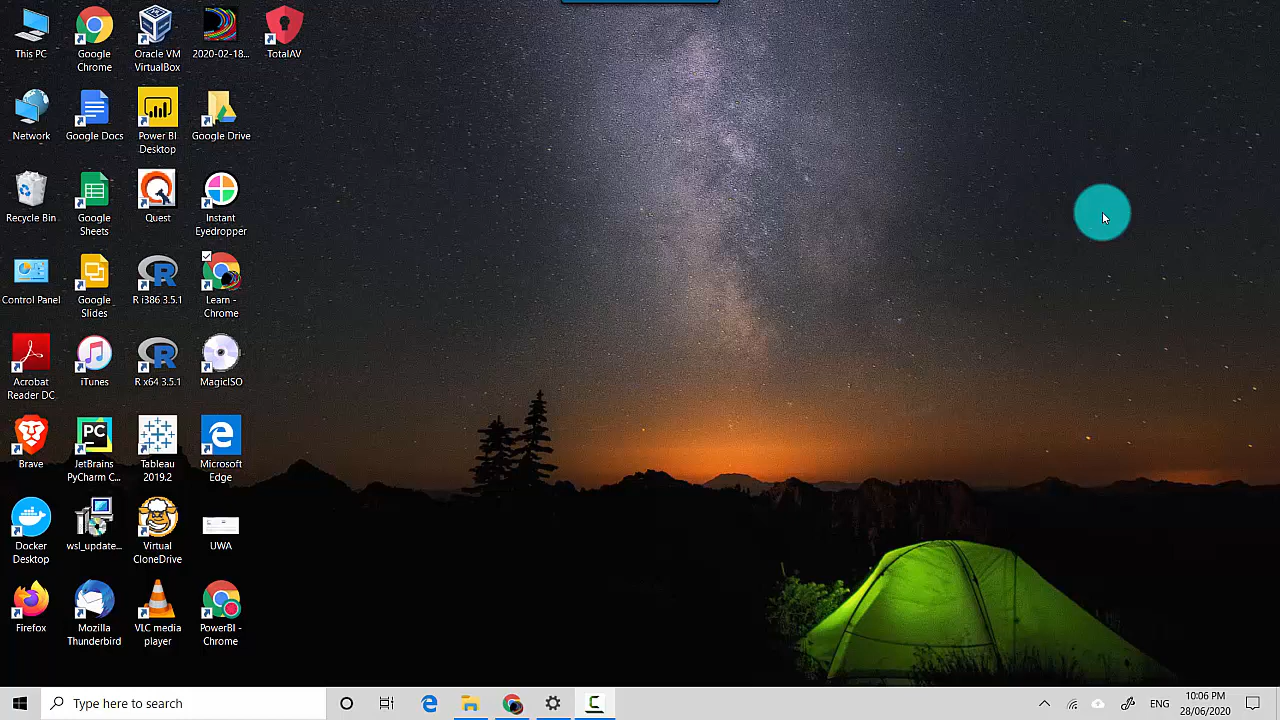 This PC
Google
Chrome
Oracle VM
VirtualBox
2020-02-18...
TotalAV
Network
Google Docs
Power BI
Desktop
Google Drive
Recycle Bin
Google
Sheets
Quest
Instant
Eyedropper
Control Panel
Google
Slides
R i386 3.5.1
Learn -
Chrome
Acrobat
Reader DC
iTunes
R x64 3.5.1
MagicISO
Brave
PC
JetBrains
PyCharm C...
Tableau
2019.2
Microsoft
Edge
Docker
Desktop
wsl_update...
Virtual
CloneDrive
UWA
Firefox
Mozilla
Thunderbird
VLC media
player
PowerBI -
Chrome
Type here to search
ENG
10:06 PM
28/06/2020